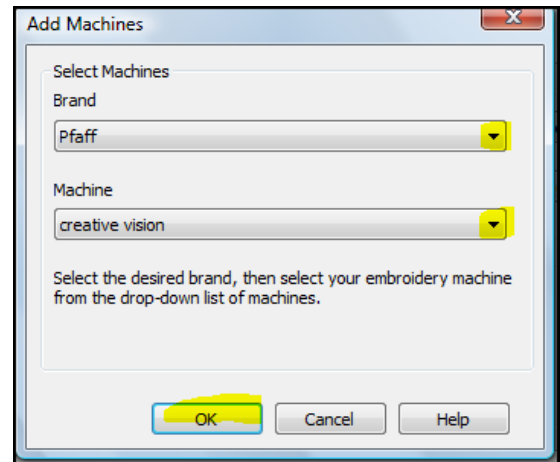 Add Machines
Select Machines
Brand
Pfaff
Machine
creative vision
Select the desired brand, then select your embroidery machine
from the drop-down list of machines.
OK Cancel Help